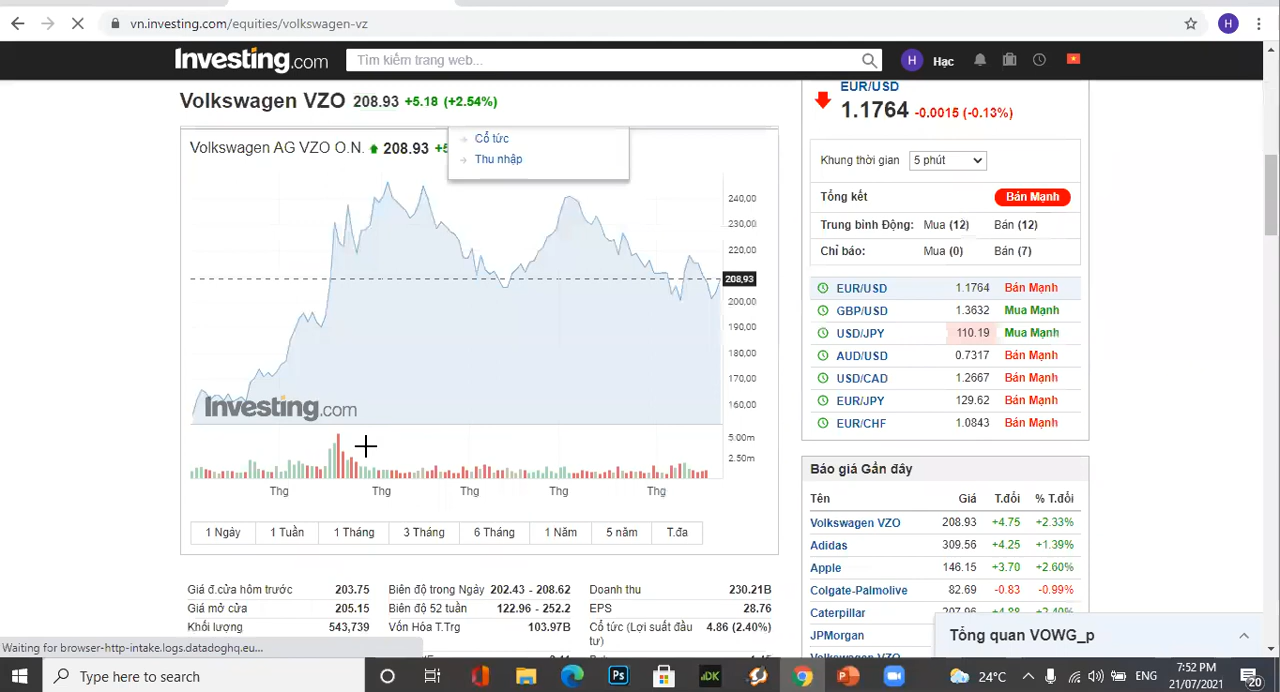 vn.investing.com/equities/volkswagen-vz
H
Investing.com
Tìm kiếm trang web...
H
Hạc
Volkswagen VZO 208.93 +5.18 (+2.54%)
Volkswagen AG VZO O.N. 208.93
Cổ tức
Thu nhập
240,00
230,00
220,00
208,93
200,00
190,00
180,00
170,00
160,00
Investing.com
5.00m
2.50m
Thg Thg Thg Thg Thg
1 Ngày 1 Tuần 1 Tháng 3 Tháng 6 Tháng 1 Năm 5 năm T.đa
Giá đ.cửa hôm trước 203.75 Biên độ trong Ngày 202.43 - 208.62 Doanh thu 230.21B
Giá mở cửa 205.15 Biên độ 52 tuần 122.96 - 252.2 EPS 28.76
Khối lượng 543,739 Vốn Hóa T.Trg 103.97B Cổ tức (Lợi suất đầu tư) 4.86 (2.40%)
EUR/USD
1.1764 -0.0015 (-0.13%)
Khung thời gian 5 phút
Tổng kết Bán Mạnh
Trung bình Động: Mua (12) Bán (12)
Chỉ báo: Mua (0) Bán (7)
EUR/USD 1.1764 Bán Mạnh
GBP/USD 1.3632 Mua Mạnh
USD/JPY 110.19 Mua Mạnh
AUD/USD 0.7317 Bán Mạnh
USD/CAD 1.2667 Bán Mạnh
EUR/JPY 129.62 Bán Mạnh
EUR/CHF 1.0843 Bán Mạnh
Báo giá Gần đây
Tên Giá T.đổi % T.đổi
Volkswagen VZO 208.93 +4.75 +2.33%
Adidas 309.56 +4.25 +1.39%
Apple 146.15 +3.70 +2.60%
Colgate-Palmolive 82.69 -0.83 -0.99%
Caterpillar
JPMorgan
Tổng quan VOWG_p
Waiting for browser-http-intake.logs.datadoghq.eu...
Type here to search
Ps
DK
24°C
ENG
7:52 PM
21/07/2021
20